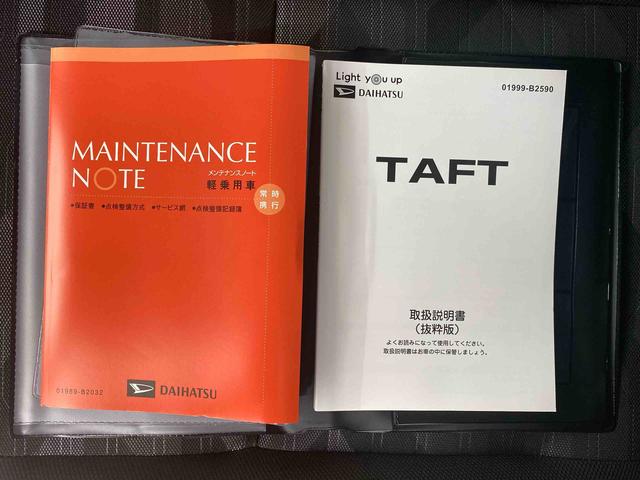 MAINTENANCE
NOTE
メンテナンスノート
軽乗用車
常時
携行
●保証書 ●点検整備方式 ●サービス網 ●点検整備記録簿
01989-B2032
DAIHATSU
Light you up
DAIHATSU
01999-B2590
TAFT
取扱説明書
(抜粋版)
よくお読みになって使用してください。
取扱説明書はお車の中に保管しましょう。